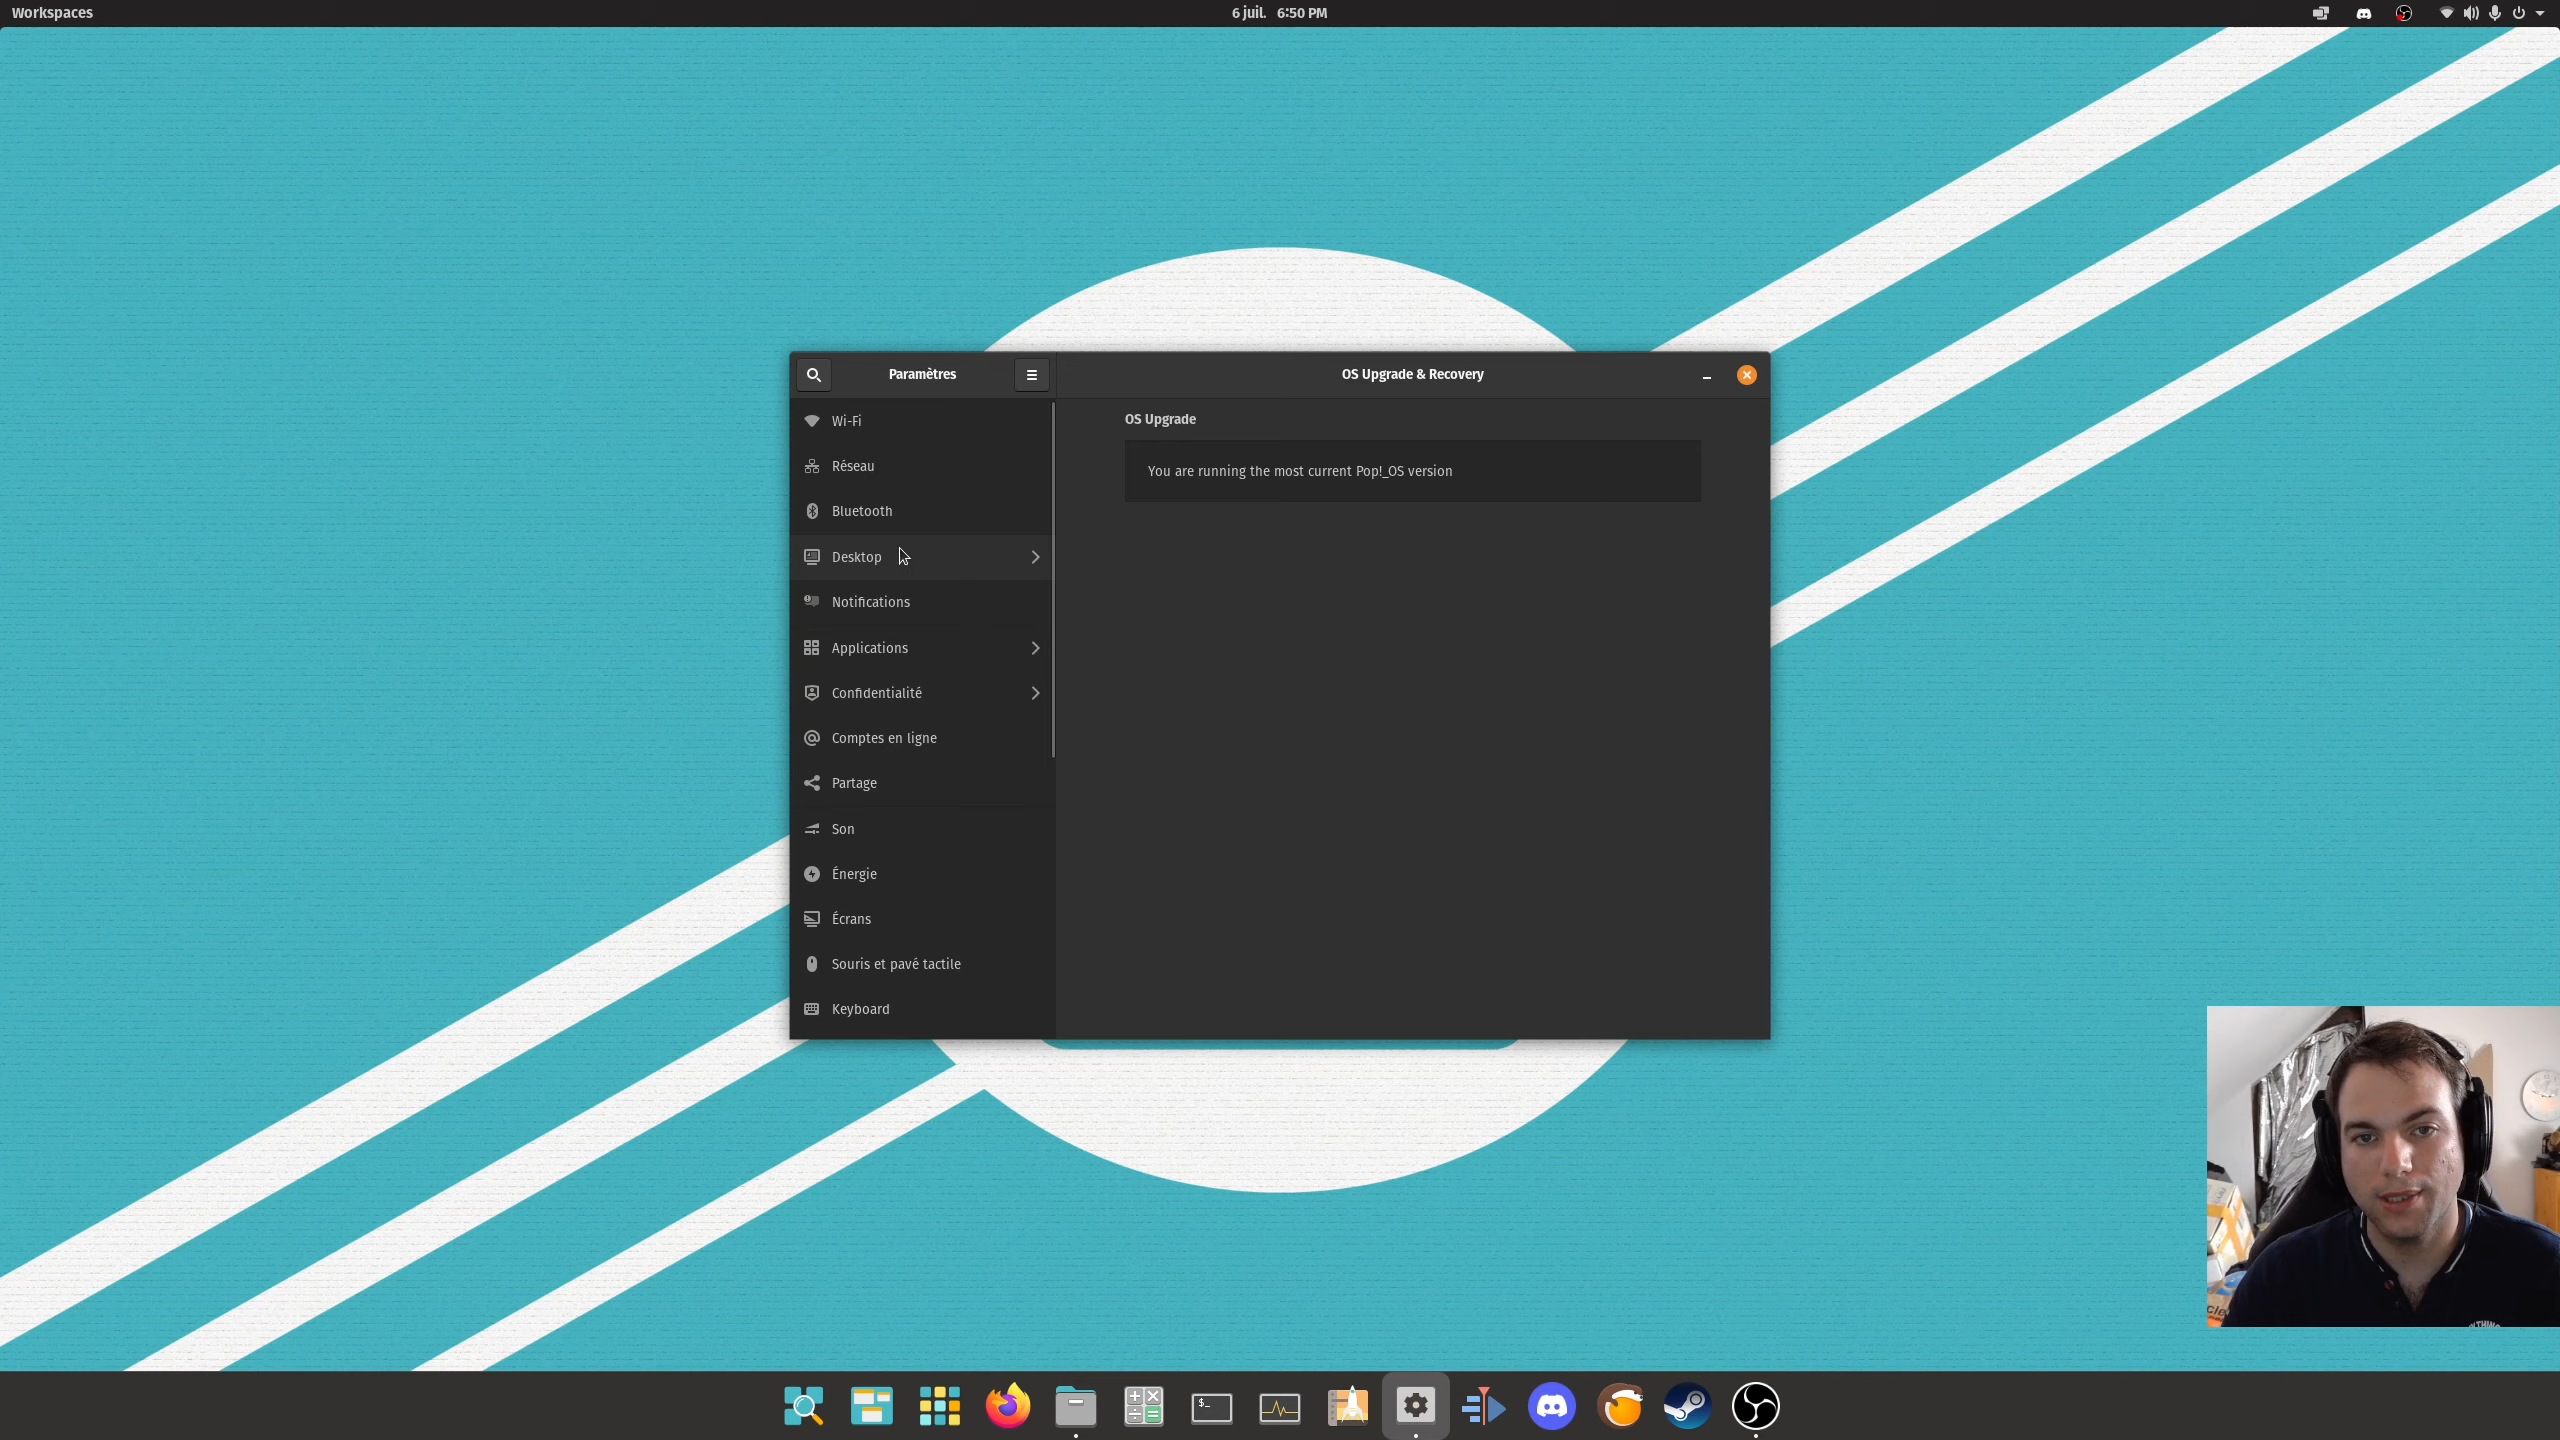 Workspaces
6 juil. 6:50 PM
Paramètres
OS Upgrade & Recovery
Wi-Fi
Réseau
Bluetooth
Desktop
Notifications
Applications
Confidentialité
Comptes en ligne
Partage
Son
Énergie
Écrans
Souris et pavé tactile
Keyboard
OS Upgrade
You are running the most current Pop!_OS version
$_